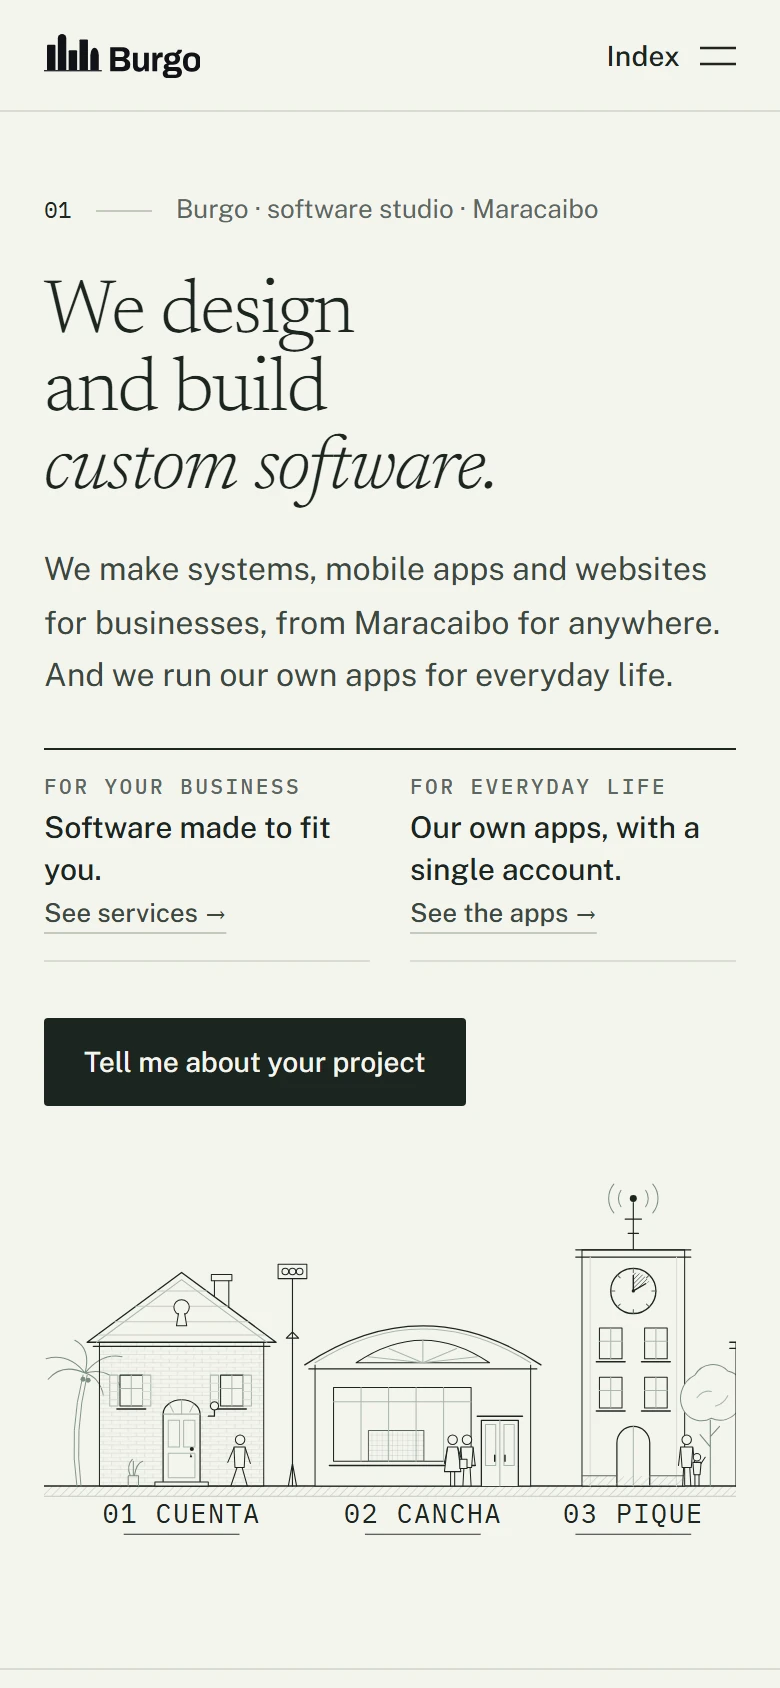 Burgo
Index
01 Burgo · software studio · Maracaibo
We design
and build
custom software.
We make systems, mobile apps and websites
for businesses, from Maracaibo for anywhere.
And we run our own apps for everyday life.
FOR YOUR BUSINESS
Software made to fit
you.
See services →
FOR EVERYDAY LIFE
Our own apps, with a
single account.
See the apps →
Tell me about your project
01 CUENTA
02 CANCHA
03 PIQUE